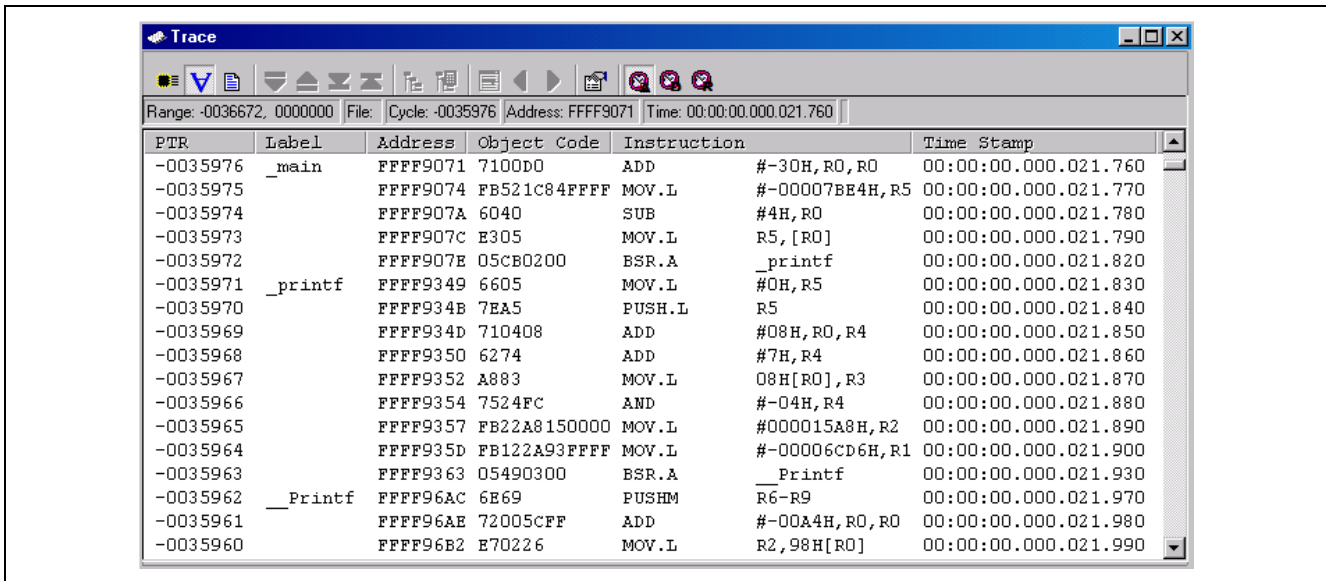 Trace
Range: -0036672, 0000000 File: Cycle: -0035976 Address: FFFF9071 Time: 00:00:00.000.021.760
PTR Label Address Object Code Instruction Time Stamp
-0035976 _main FFFF9071 7100D0 ADD #-30H,R0,R0 00:00:00.000.021.760
-0035975 FFFF9074 FB521C84FFFF MOV.L #-00007BE4H,R5 00:00:00.000.021.770
-0035974 FFFF907A 6040 SUB #4H,R0 00:00:00.000.021.780
-0035973 FFFF907C E305 MOV.L R5,[R0] 00:00:00.000.021.790
-0035972 FFFF907E 05CB0200 BSR.A _printf 00:00:00.000.021.820
-0035971 _printf FFFF9349 6605 MOV.L #0H,R5 00:00:00.000.021.830
-0035970 FFFF934B 7EA5 PUSH.L R5 00:00:00.000.021.840
-0035969 FFFF934D 710408 ADD #08H,R0,R4 00:00:00.000.021.850
-0035968 FFFF9350 6274 ADD #7H,R4 00:00:00.000.021.860
-0035967 FFFF9352 A883 MOV.L 08H[R0],R3 00:00:00.000.021.870
-0035966 FFFF9354 7524FC AND #-04H,R4 00:00:00.000.021.880
-0035965 FFFF9357 FB22A8150000 MOV.L #000015A8H,R2 00:00:00.000.021.890
-0035964 FFFF935D FB122A93FFFF MOV.L #-00006CD6H,R1 00:00:00.000.021.900
-0035963 FFFF9363 05490300 BSR.A __Printf 00:00:00.000.021.930
-0035962 __Printf FFFF96AC 6E69 PUSHM R6-R9 00:00:00.000.021.970
-0035961 FFFF96AE 72005CFF ADD #-00A4H,R0,R0 00:00:00.000.021.980
-0035960 FFFF96B2 E70226 MOV.L R2,98H[R0] 00:00:00.000.021.990